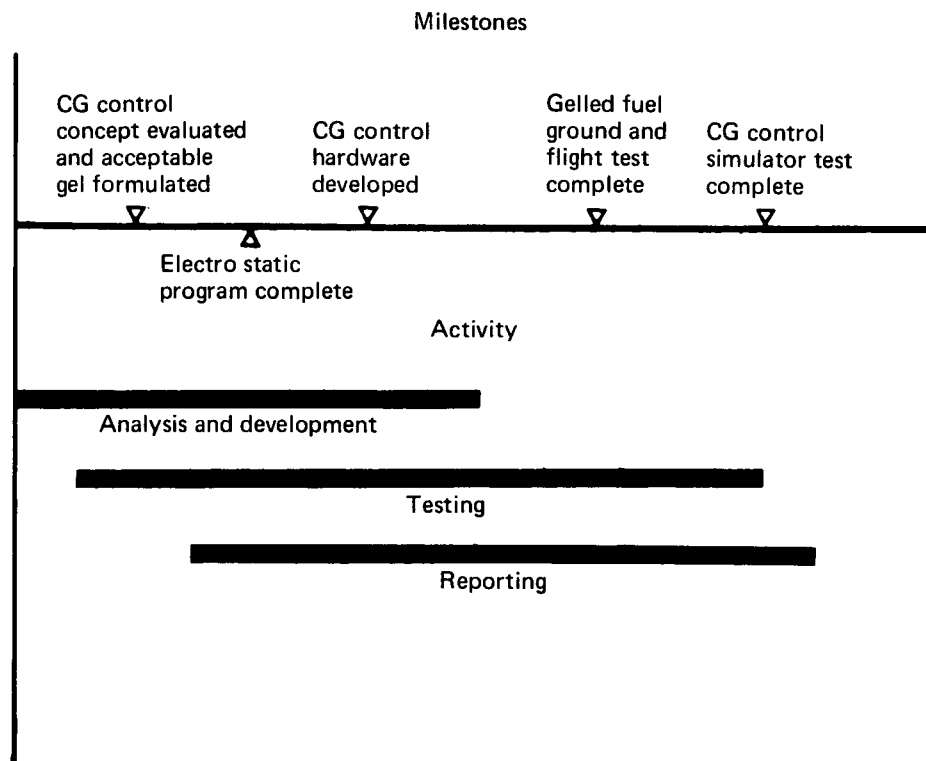 Milestones
CG control
concept evaluated
and acceptable
gel formulated
CG control
hardware
developed
Gelled fuel
ground and
flight test
complete
CG control
simulator test
complete
Electro static
program complete
Activity
Analysis and development
Testing
Reporting